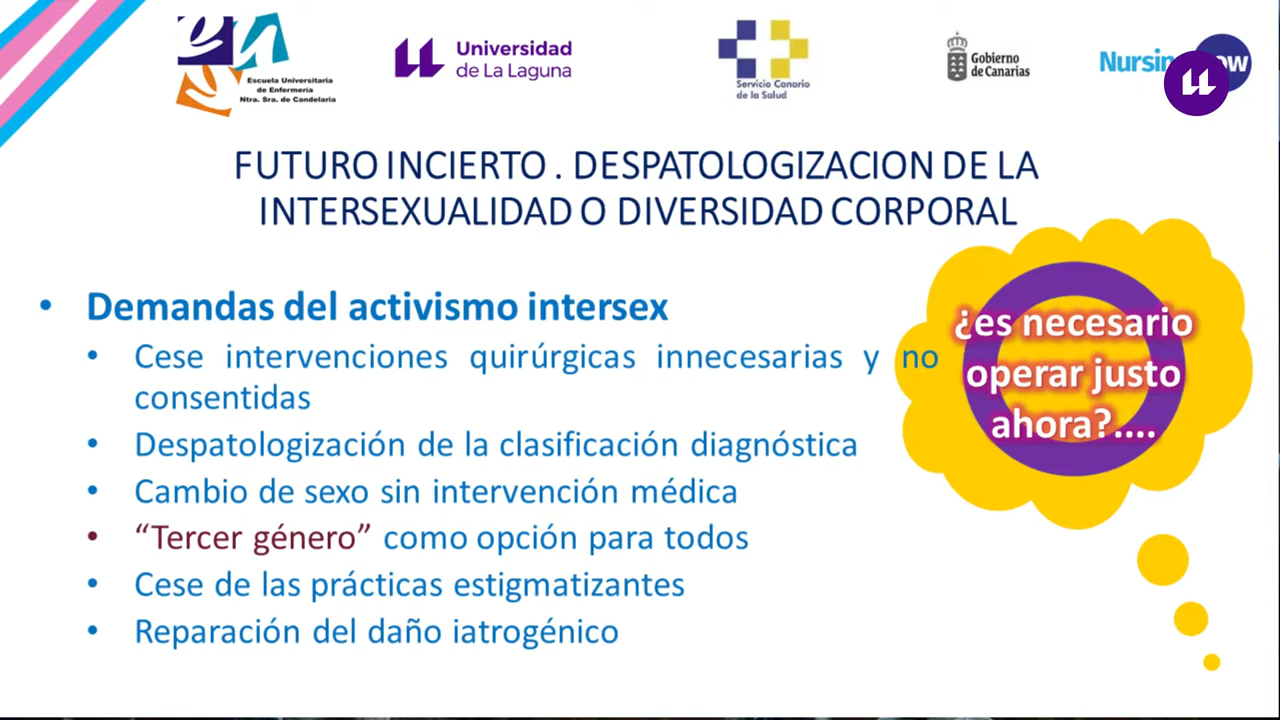 Escuela Universitaria
de Enfermería
Ntra. Sra. de Candelaria
Universidad
de La Laguna
Servicio Canario
de la Salud
Gobierno
de Canarias
Nursing
FUTURO INCIERTO . DESPATOLOGIZACION DE LA
INTERSEXUALIDAD O DIVERSIDAD CORPORAL
• Demandas del activismo intersex
• Cese intervenciones quirúrgicas innecesarias y no
consentidas
• Despatologización de la clasificación diagnóstica
• Cambio de sexo sin intervención médica
• “Tercer género” como opción para todos
• Cese de las prácticas estigmatizantes
• Reparación del daño iatrogénico
¿es necesario
operar justo
ahora?....